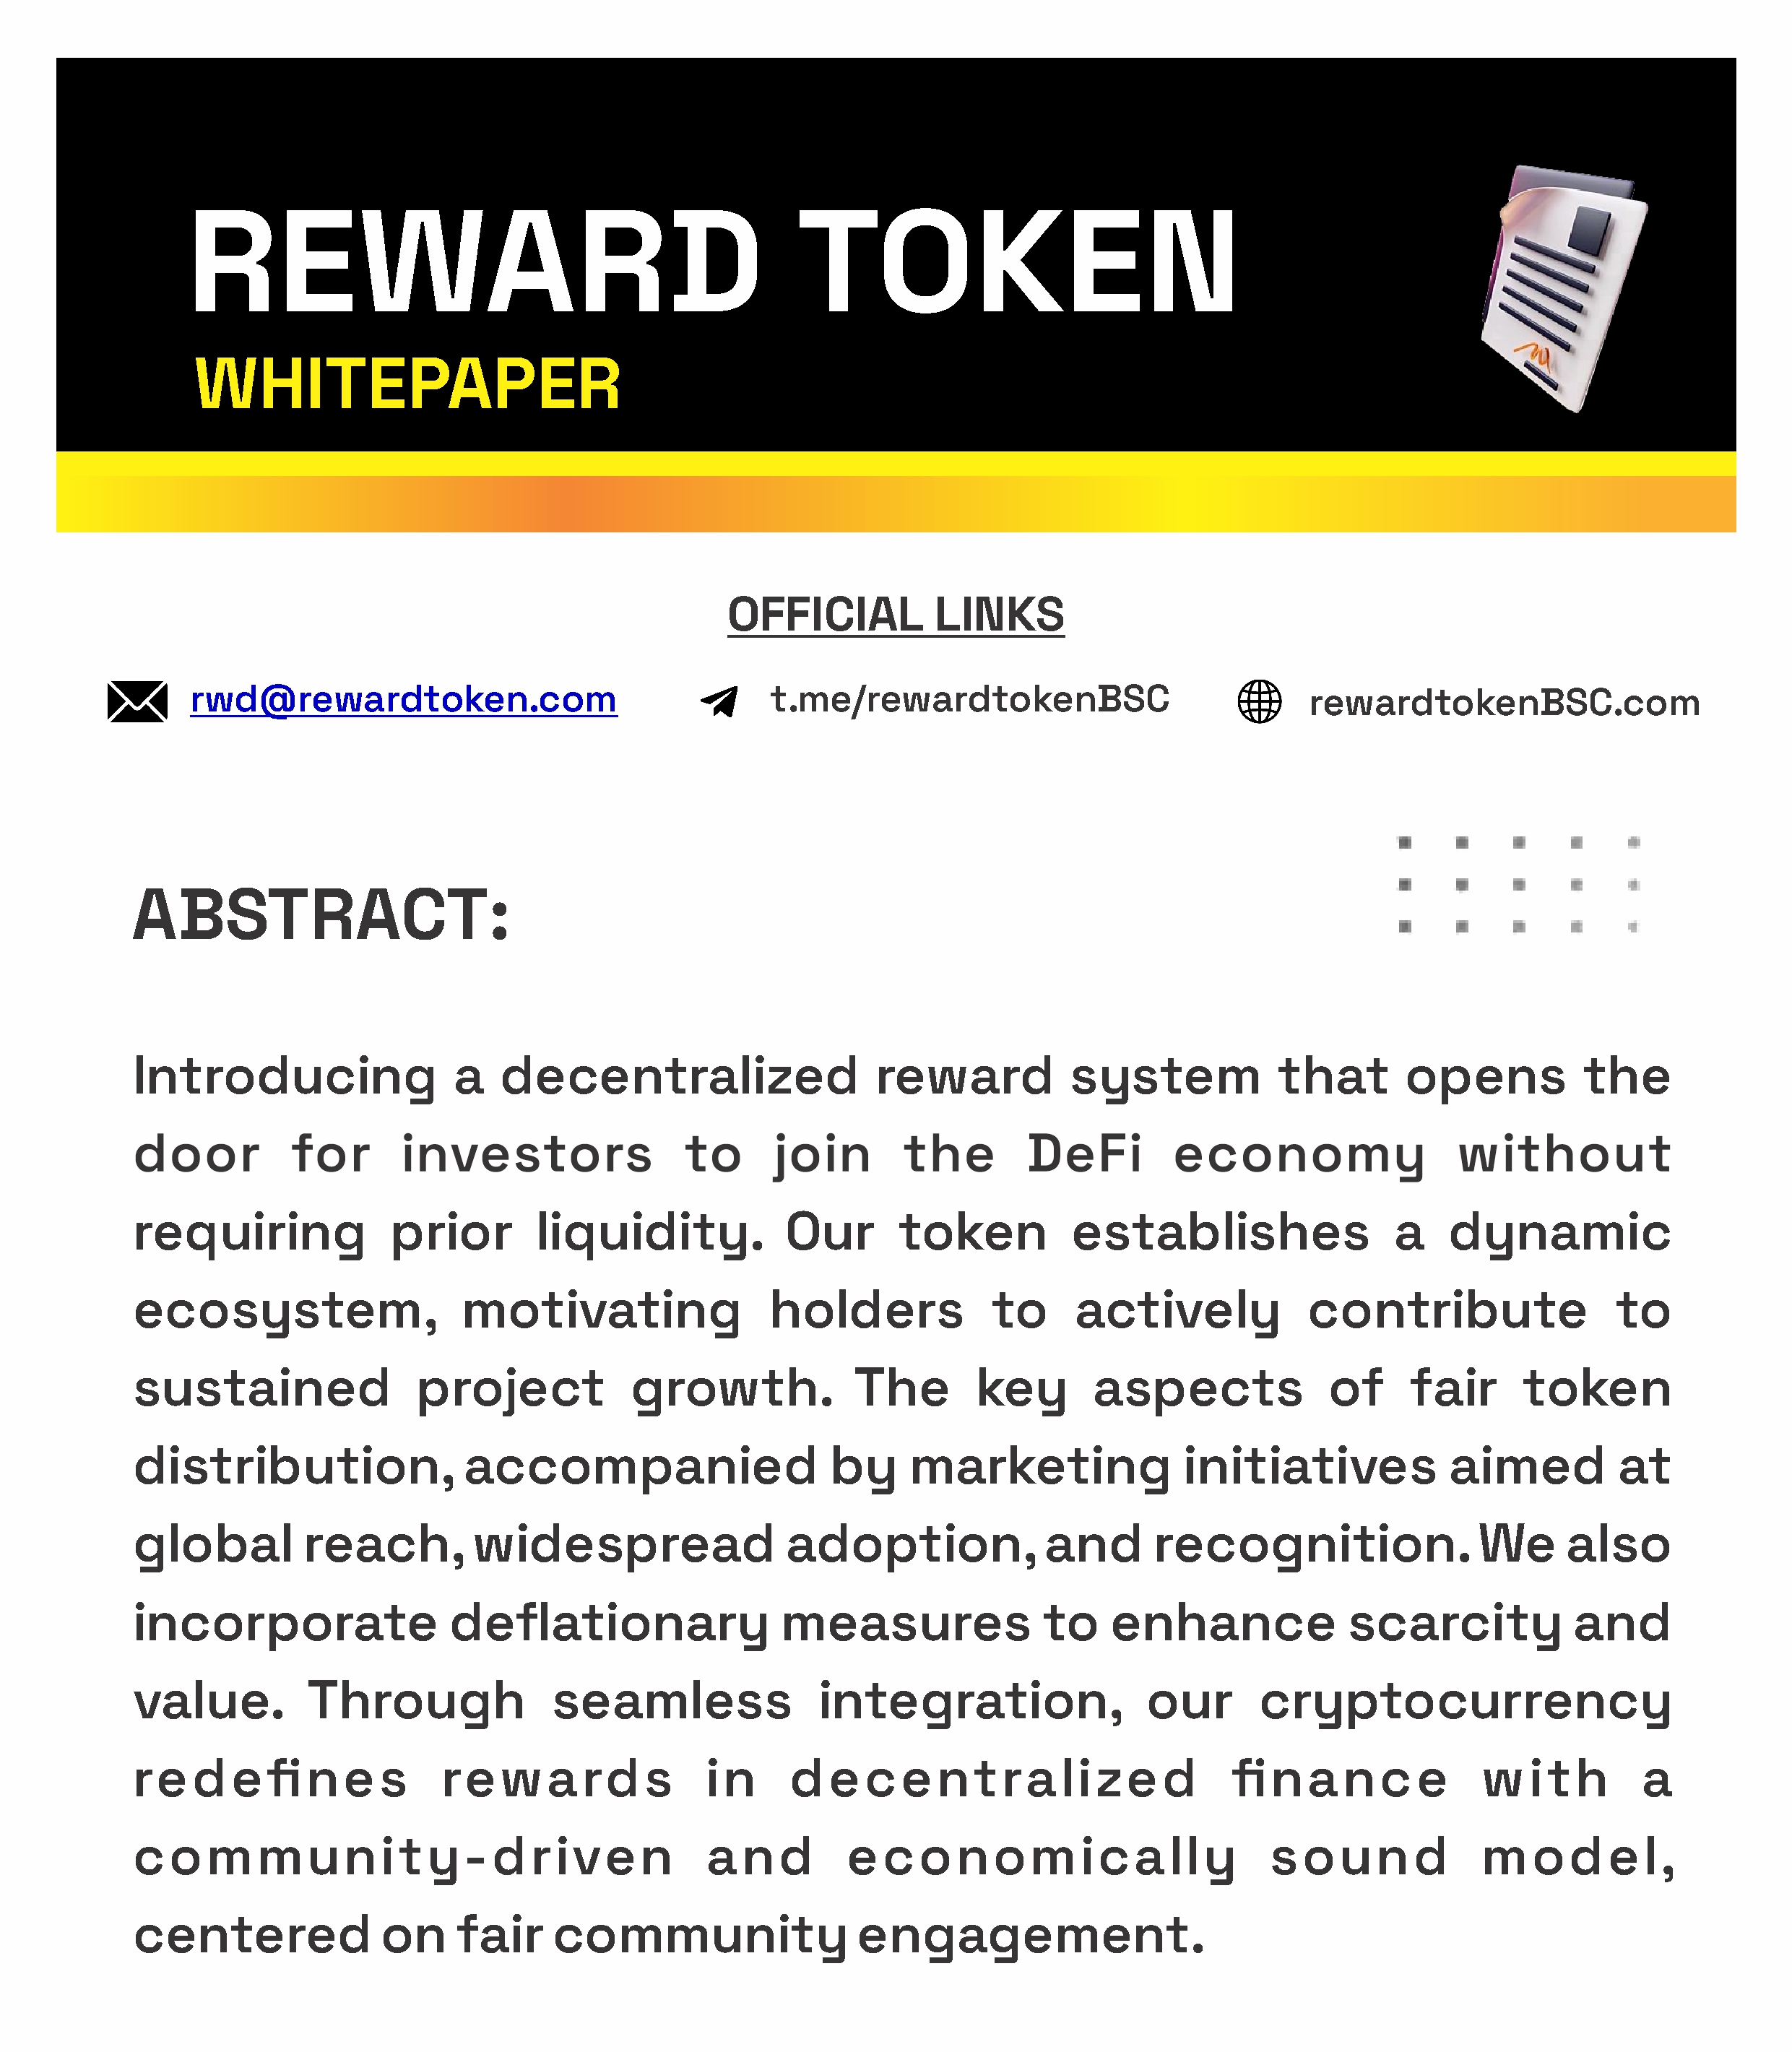 REWARD TOKEN
WHITEPAPER
OFFICIAL LINKS
rwd@rewardtoken.com t.me/rewardtokenBSC rewardtokenBSC.com
ABSTRACT:
Introducing a decentralized reward system that opens the
door for investors to join the DeFi economy without
requiring prior liquidity. Our token establishes a dynamic
ecosystem, motivating holders to actively contribute to
sustained project growth. The key aspects of fair token
distribution, accompanied by marketing initiatives aimed at
global reach, widespread adoption, and recognition. We also
incorporate deflationary measures to enhance scarcity and
value. Through seamless integration, our cryptocurrency
redefines rewards in decentralized finance with a
community-driven and economically sound model,
centered on fair community engagement.